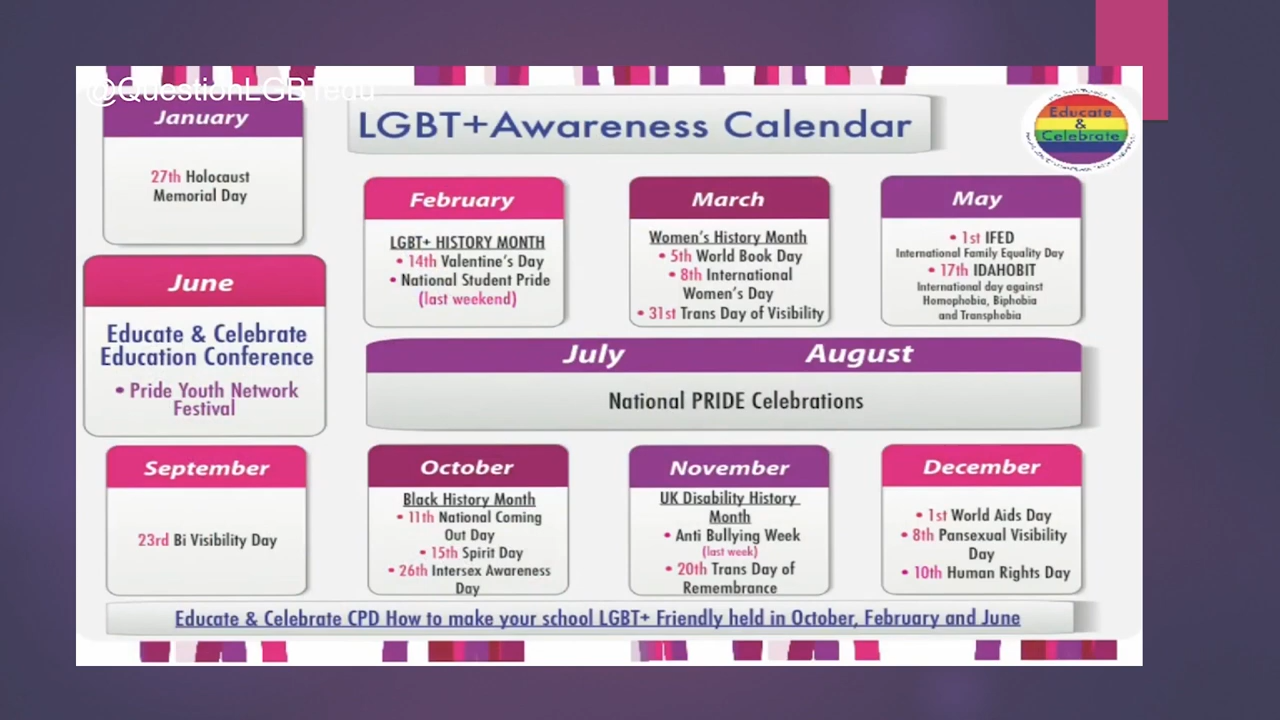 @QuestionLGBTedu
LGBT+Awareness Calendar
Educate
&
Celebrate
January
27th Holocaust
Memorial Day
February
LGBT+ HISTORY MONTH
• 14th Valentine's Day
• National Student Pride
(last weekend)
March
Women's History Month
• 5th World Book Day
• 8th International
Women's Day
• 31st Trans Day of Visibility
May
• 1st IFED
International Family Equality Day
• 17th IDAHOBIT
International day against
Homophobia, Biphobia
and Transphobia
June
Educate & Celebrate
Education Conference
• Pride Youth Network
Festival
July August
National PRIDE Celebrations
September
23rd Bi Visibility Day
October
Black History Month
• 11th National Coming
Out Day
• 15th Spirit Day
• 26th Intersex Awareness
Day
November
UK Disability History
Month
• Anti Bullying Week
(last week)
• 20th Trans Day of
Remembrance
December
• 1st World Aids Day
• 8th Pansexual Visibility
Day
• 10th Human Rights Day
Educate & Celebrate CPD How to make your school LGBT+ Friendly held in October, February and June